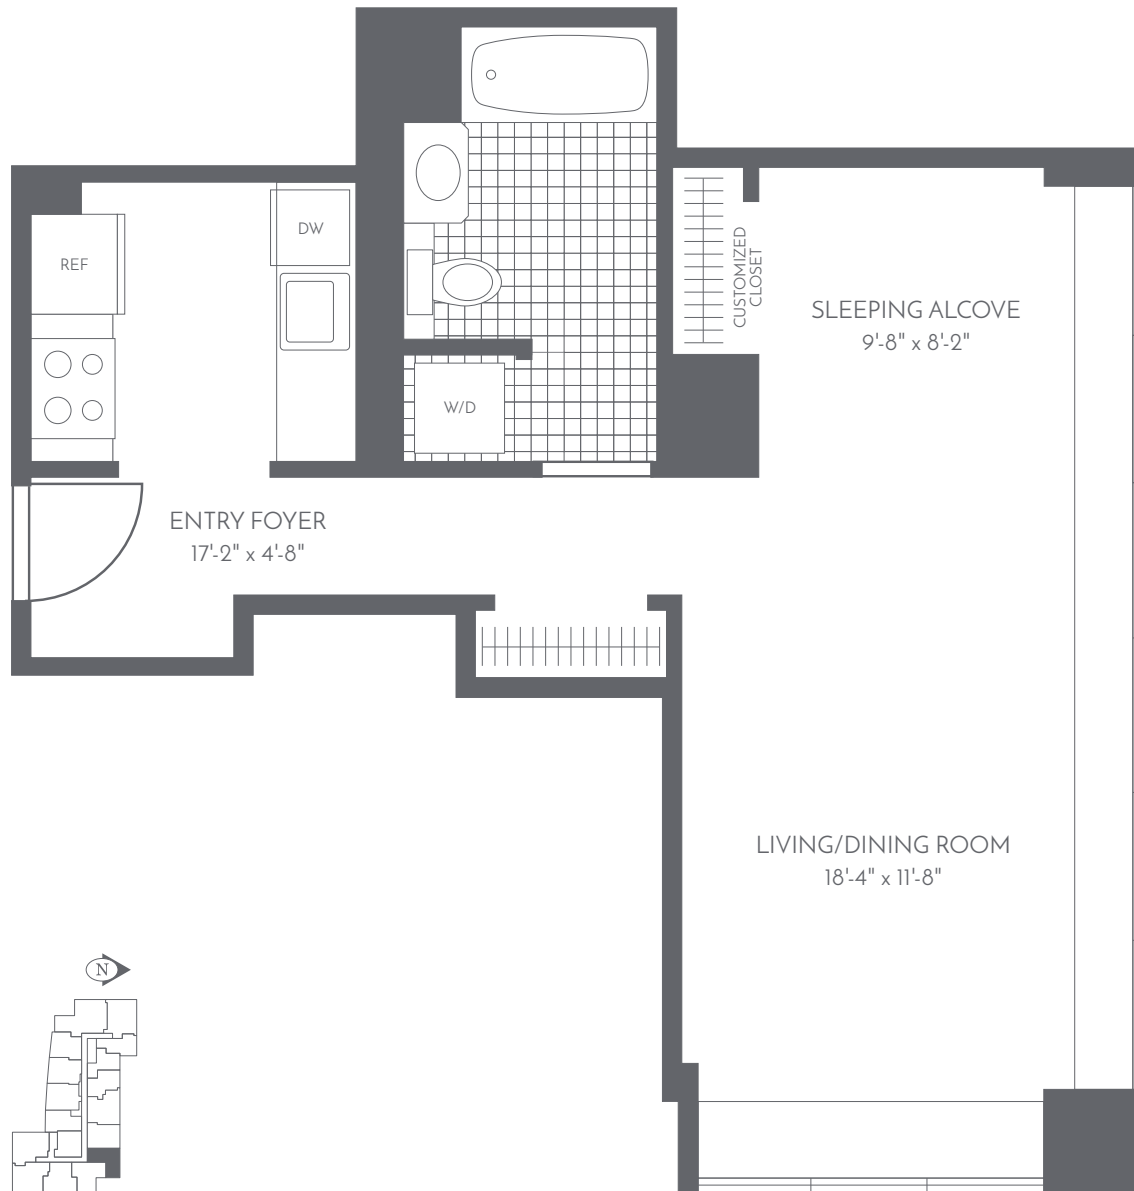 DW
REF
CUSTOMIZED
CLOSET
SLEEPING ALCOVE
9'-8" x 8'-2"
W/D
ENTRY FOYER
17'-2" x 4'-8"
LIVING/DINING ROOM
18'-4" x 11'-8"
N